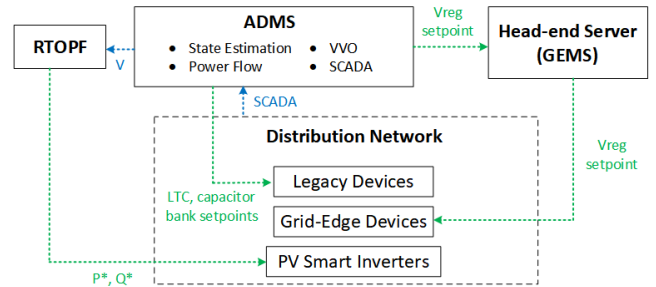 ADMS
• State Estimation
• Power Flow
• VVO
• SCADA
RTOPF
V
Vreg
setpoint
Head-end Server
(GEMS)
SCADA
Distribution Network
Vreg
setpoint
Legacy Devices
LTC, capacitor
bank setpoints
Grid-Edge Devices
PV Smart Inverters
P*, Q*